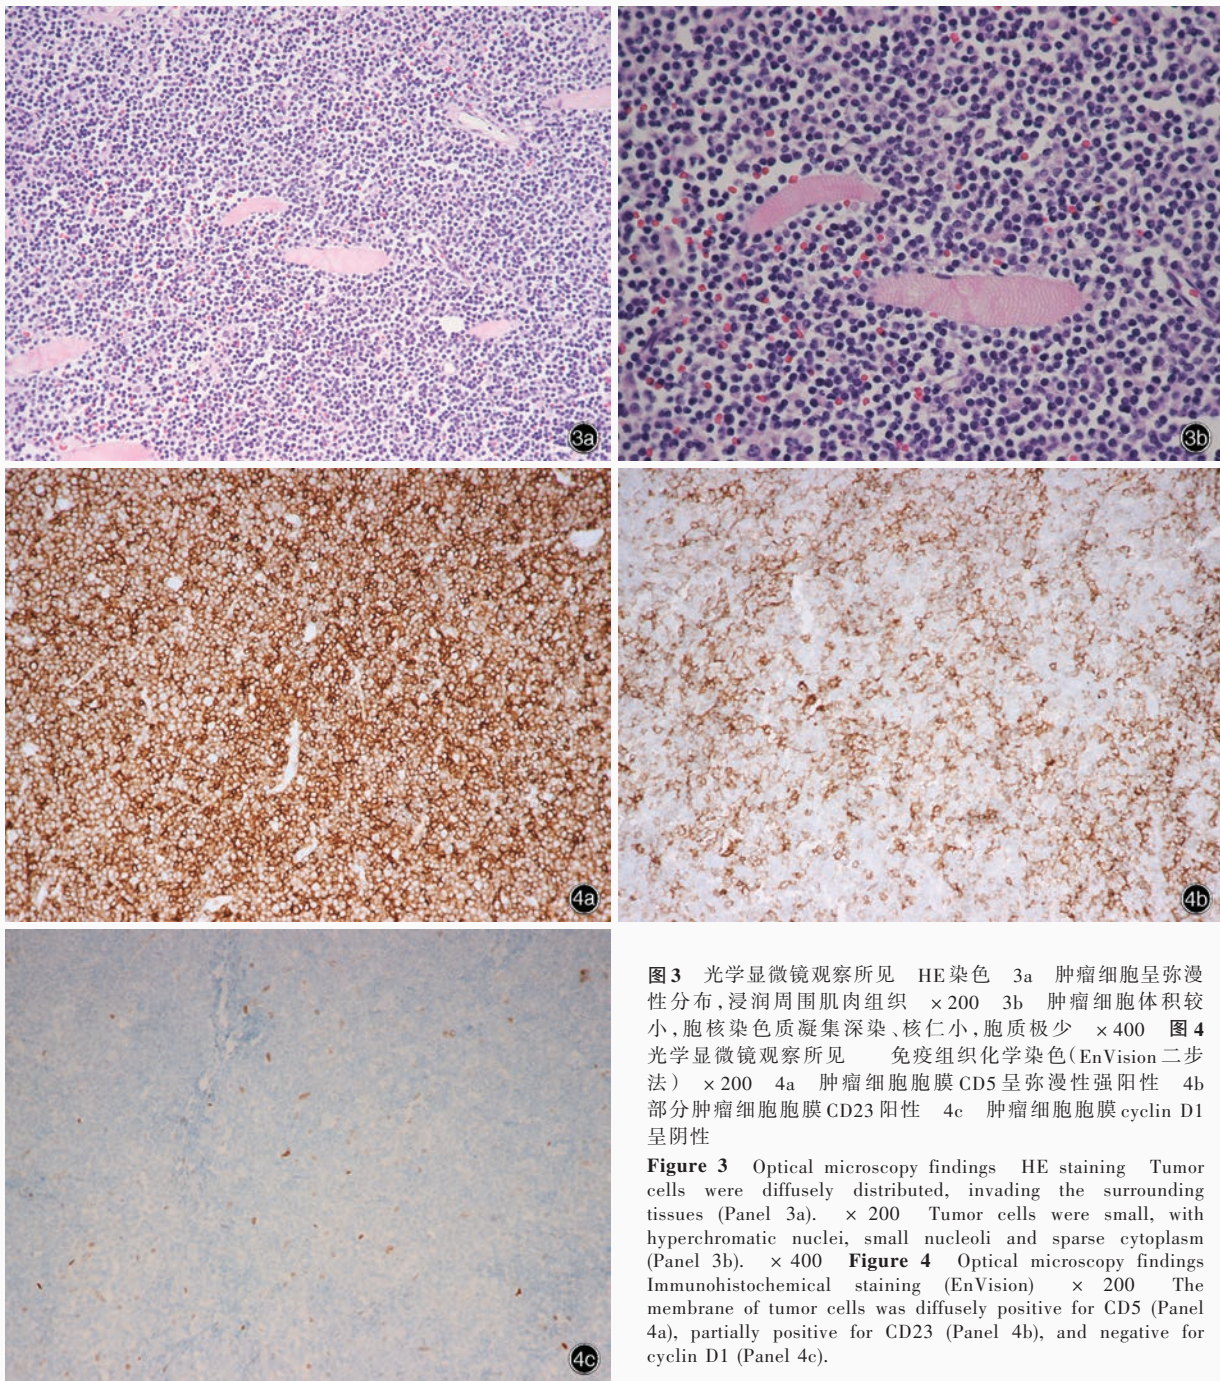 3a
3b
4a
4b
4c
图3 光学显微镜观察所见 HE染色 3a 肿瘤细胞呈弥漫
性分布,浸润周围肌肉组织 ×200 3b 肿瘤细胞体积较
小,胞核染色质凝集深染、核仁小,胞质极少 ×400 图4
光学显微镜观察所见 免疫组织化学染色(EnVision二步
法) ×200 4a 肿瘤细胞胞膜CD5呈弥漫性强阳性 4b
部分肿瘤细胞胞膜CD23阳性 4c 肿瘤细胞胞膜cyclin D1
呈阴性
Figure 3 Optical microscopy findings HE staining Tumor
cells were diffusely distributed, invading the surrounding
tissues (Panel 3a). × 200 Tumor cells were small, with
hyperchromatic nuclei, small nucleoli and sparse cytoplasm
(Panel 3b). × 400 Figure 4 Optical microscopy findings
Immunohistochemical staining (EnVision) × 200 The
membrane of tumor cells was diffusely positive for CD5 (Panel
4a), partially positive for CD23 (Panel 4b), and negative for
cyclin D1 (Panel 4c).